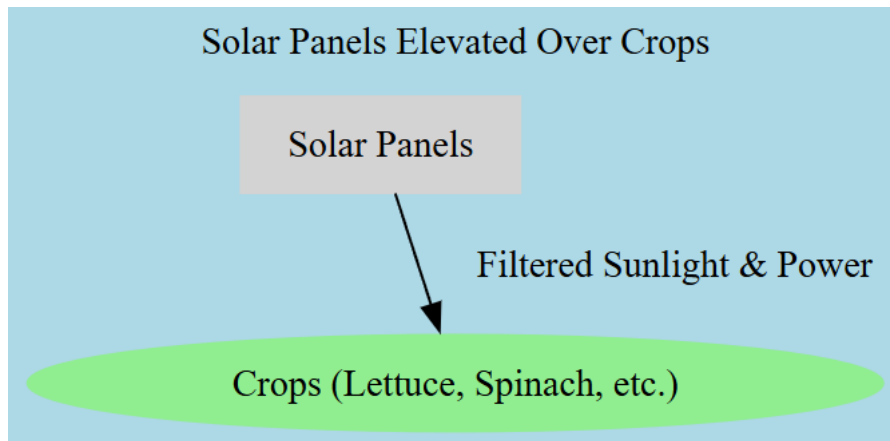 Solar Panels Elevated Over Crops
Solar Panels
Filtered Sunlight & Power
Crops (Lettuce, Spinach, etc.)